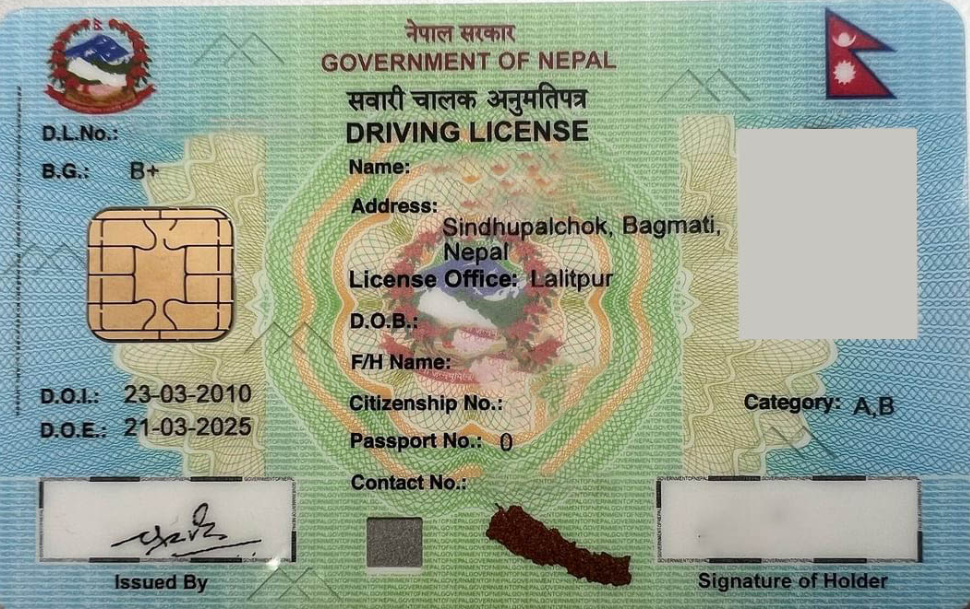 नेपाल सरकार
GOVERNMENT OF NEPAL
सवारी चालक अनुमतिपत्र
DRIVING LICENSE
D.L.No.:
B.G.: B+
Name:
Address:
Sindhupalchok, Bagmati,
Nepal
License Office: Lalitpur
D.O.B.:
F/H Name:
D.O.I.: 23-03-2010
D.O.E.: 21-03-2025
Citizenship No.:
Category: A,B
Passport No.: 0
Contact No.:
Issued By
Signature of Holder